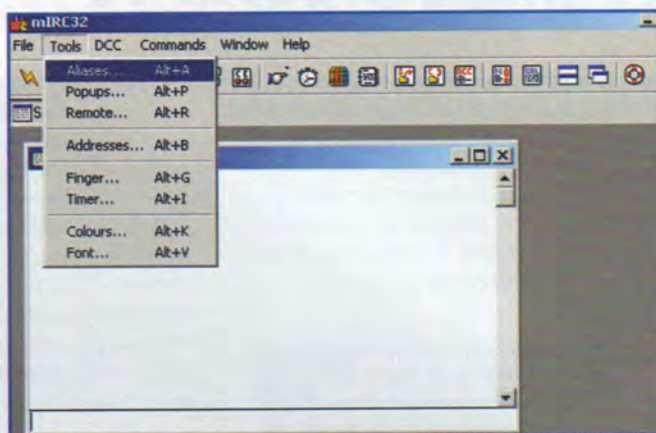 mIRC32
File Tools DCC Commands Window Help
Aliases... Alt+A
Popups... Alt+P
Remote... Alt+R
Addresses... Alt+B
Finger... Alt+G
Timer... Alt+I
Colours... Alt+K
Font... Alt+V
S